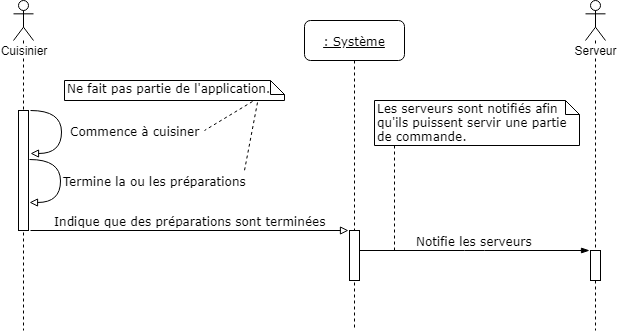 Cuisinier
: Système
Serveur
Ne fait pas partie de l'application.
Les serveurs sont notifiés afin
qu'ils puissent servir une partie
de commande.
Commence à cuisiner
Termine la ou les préparations
Indique que des préparations sont terminées
Notifie les serveurs